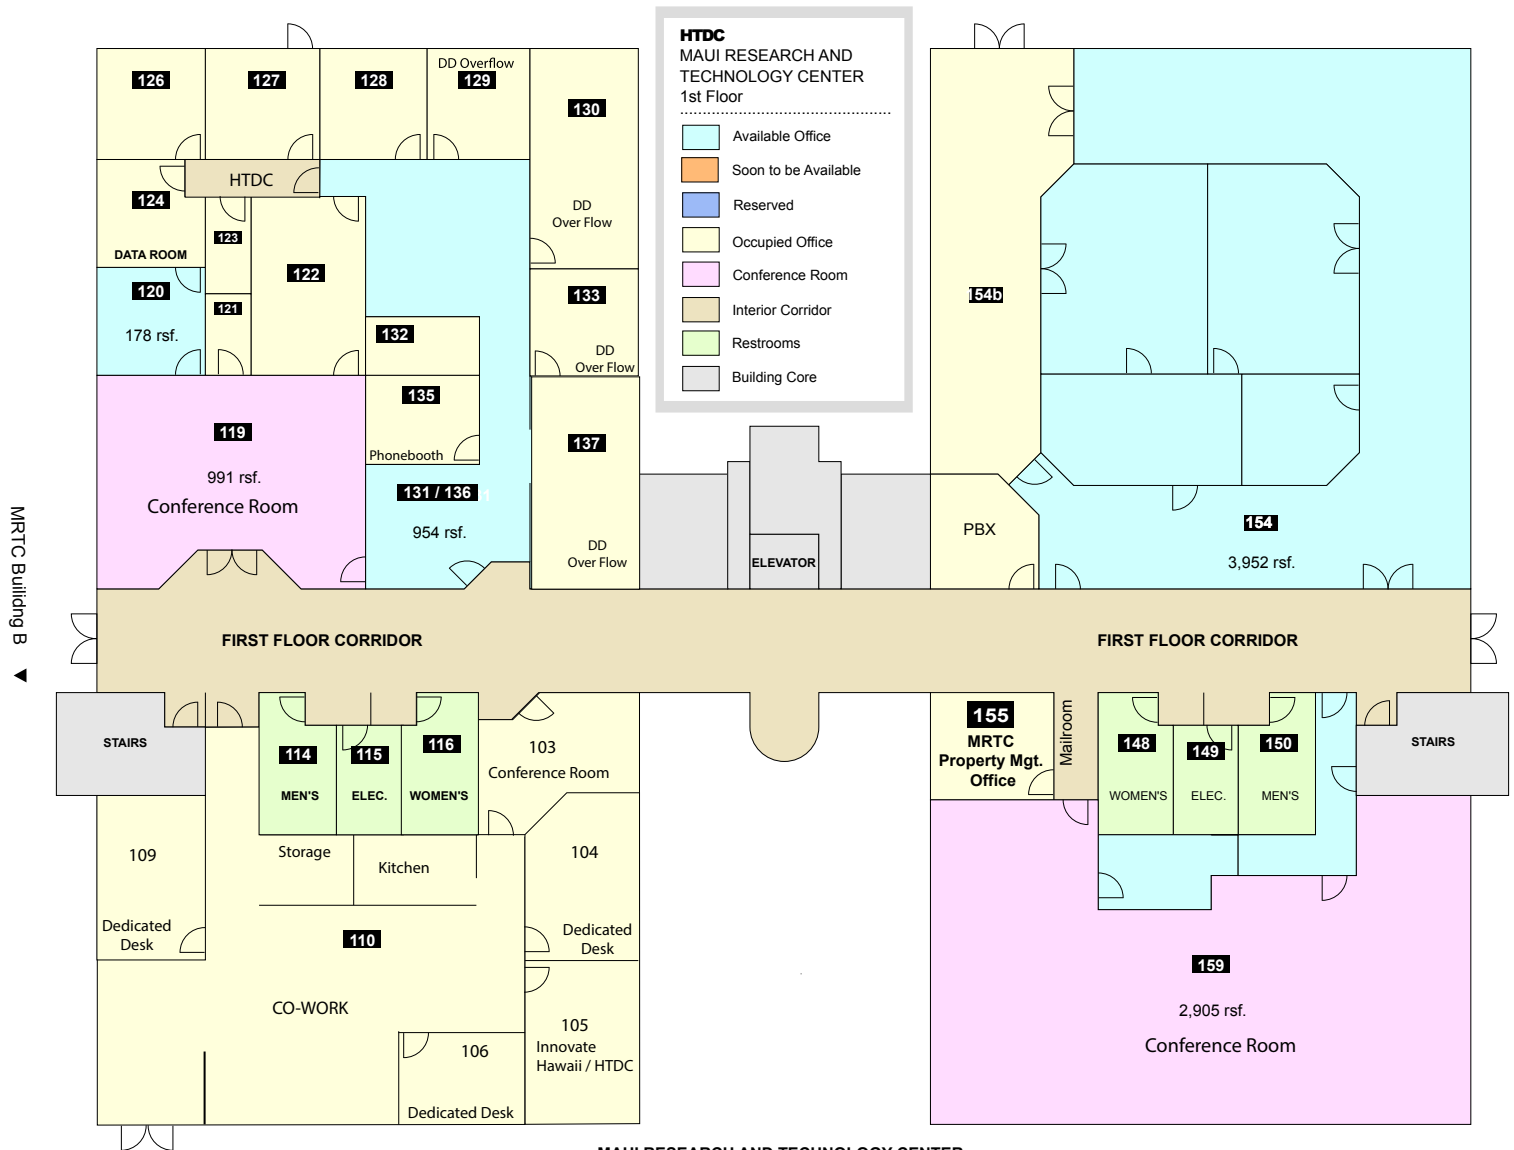 HTDC
MAUI RESEARCH AND
TECHNOLOGY CENTER
1st Floor
Available Office
Soon to be Available
Reserved
Occupied Office
Conference Room
Interior Corridor
Restrooms
Building Core
126
127
128
DD Overflow
129
130
DD
Over Flow
HTDC
124
DATA ROOM
123
122
120
178 rsf.
121
132
133
DD
Over Flow
135
Phonebooth
119
991 rsf.
Conference Room
131 / 136
954 rsf.
137
DD
Over Flow
ELEVATOR
154b
PBX
154
3,952 rsf.
MRTC Builidng B
FIRST FLOOR CORRIDOR
FIRST FLOOR CORRIDOR
STAIRS
114
MEN'S
115
ELEC.
116
WOMEN'S
103
Conference Room
109
Dedicated
Desk
Storage
Kitchen
104
Dedicated
Desk
110
CO-WORK
106
Dedicated Desk
105
Innovate
Hawaii / HTDC
155
MRTC
Property Mgt.
Office
Mailroom
148
WOMEN'S
149
ELEC.
150
MEN'S
STAIRS
159
2,905 rsf.
Conference Room
MAUI RESEARCH AND TECHNOLOGY CENTER